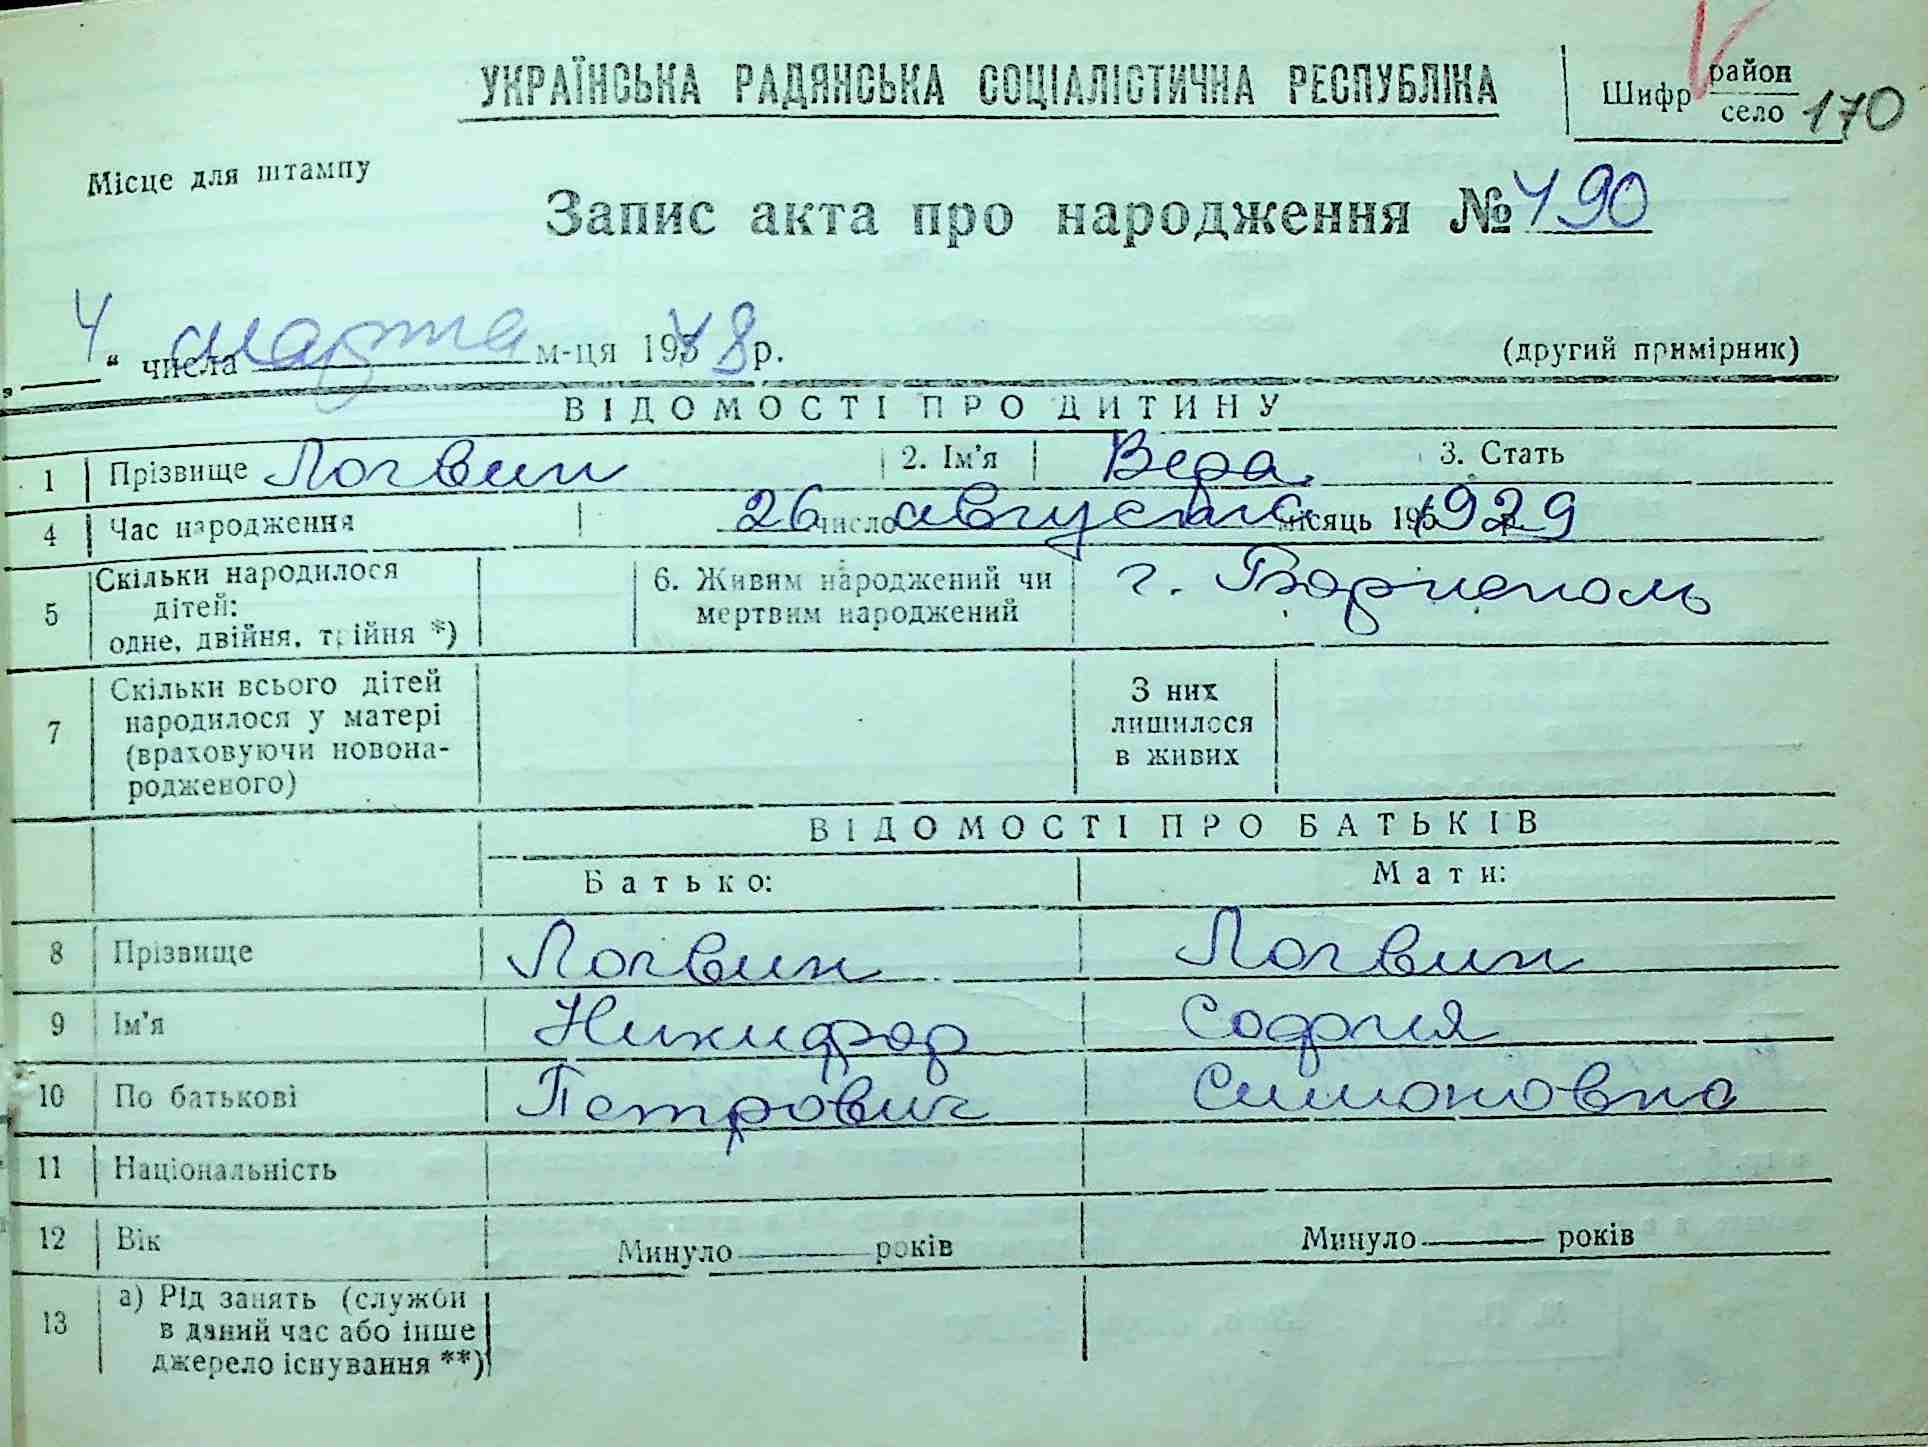 УКРАЇНСЬКА РАДЯНСЬКА СОЦІАЛІСТИЧНА РЕСПУБЛІКА
Шифр район
село 170
Місце для штампу
Запис акта про народження № 490
„ 4 “ числа марта м-ця 195 48 р.
(другий примірник)
ВІДОМОСТІ ПРО ДИТИНУ
1 Прізвище Логвин 2. Ім'я Вера 3. Стать
4 Час народження 26 число августа місяць 195 1929
5 Скільки народилося дітей: одне, двійня, трійня *)
6. Живим народжений чи мертвим народжений г. Борисполь
7 Скільки всього дітей народилося у матері (враховуючи новонародженого)
З них лишилося в живих
ВІДОМОСТІ ПРО БАТЬКІВ
Батько: Мати:
8 Прізвище Логвин Логвин
9 Ім'я Никифор София
10 По батькові Петрович Симоновна
11 Національність
12 Вік Минуло ——— років Минуло ——— років
13 а) Рід занять (служби
в даний час або інше
джерело існування **)